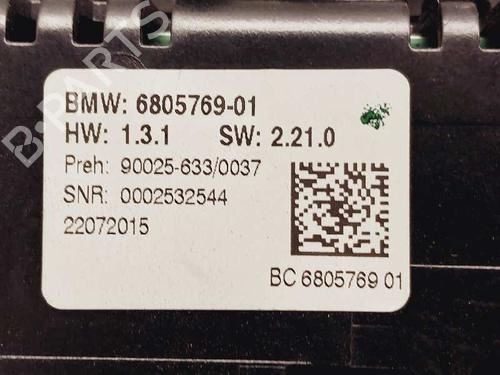 BMW: 6805769-01
HW: 1.3.1 SW: 2.21.0
Preh: 90025-633/0037
SNR: 0002532544
22072015
BC 6805769 01
B-PARTS